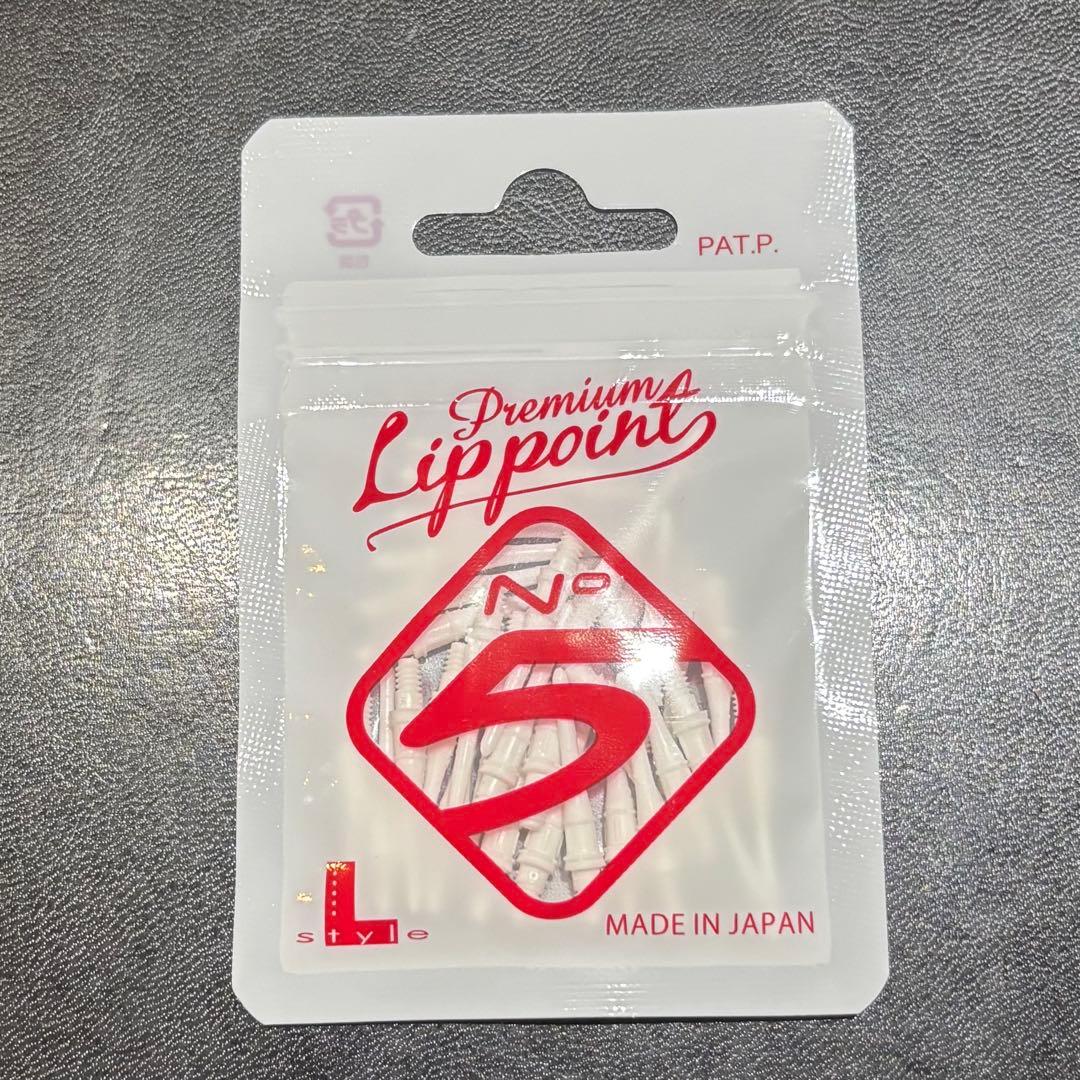 PAT.P.
Premium
Lippoint
No
5
L
style
MADE IN JAPAN